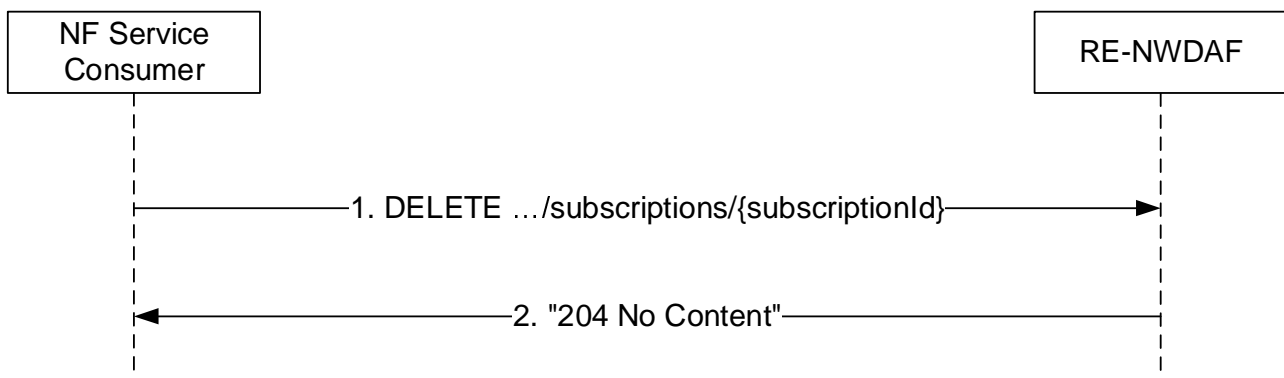 NF Service
Consumer
RE-NWDAF
1. DELETE …/subscriptions/{subscriptionId}
2. "204 No Content"